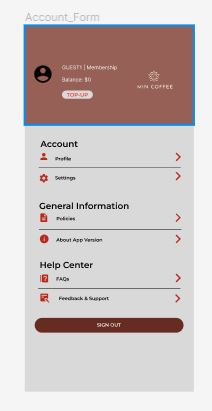 Account_Form
GUEST1 | Membership
Balance: $0
TOP-UP
MIN COFFEE
Account
Profile
Settings
General Information
Policies
About App Version
Help Center
FAQs
Feedback & Support
SIGN OUT